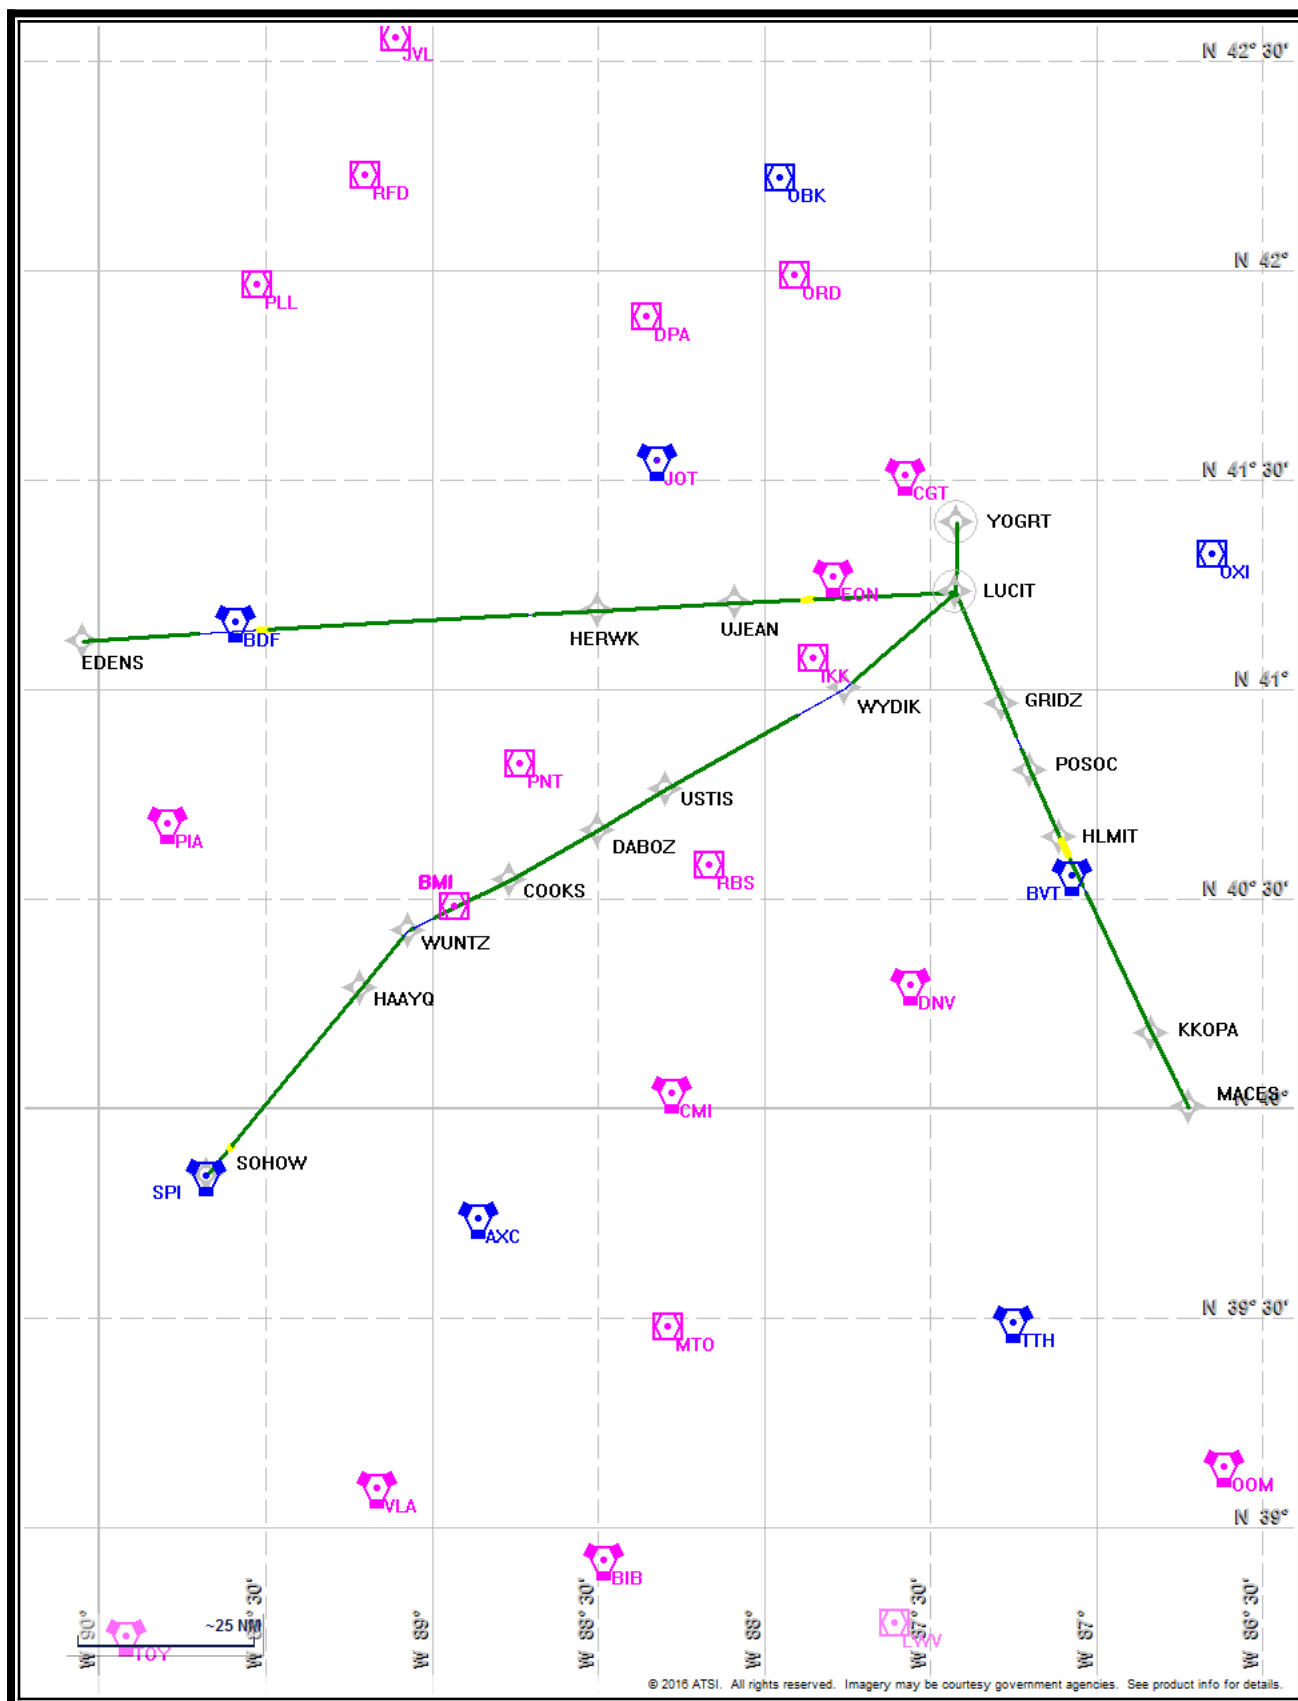 JVL
N 42° 30'
RFD
OBK
N 42°
PLL
ORD
DPA
N 41° 30'
JOT
CGT
YOGRT
OXI
EON
LUCIT
BDF
HERWK
UJEAN
EDENS
IKK
N 41°
WYDIK
GRIDZ
POSOC
PNT
USTIS
PIA
DABOZ
HLMIT
RBS
BMI
COOKS
BVT
N 40° 30'
WUNTZ
HAAYQ
DNV
KKOPA
MACES
N 40°
CMI
SOHOW
SPI
AXC
N 39° 30'
MTO
TTH
OOM
VLA
N 39°
BIB
~25 NM
TOY
LWV
W 90°
W 89° 30'
W 89°
W 88° 30'
W 88°
W 87° 30'
W 87°
W 86° 30'
© 2016 ATSI. All rights reserved. Imagery may be courtesy government agencies. See product info for details.